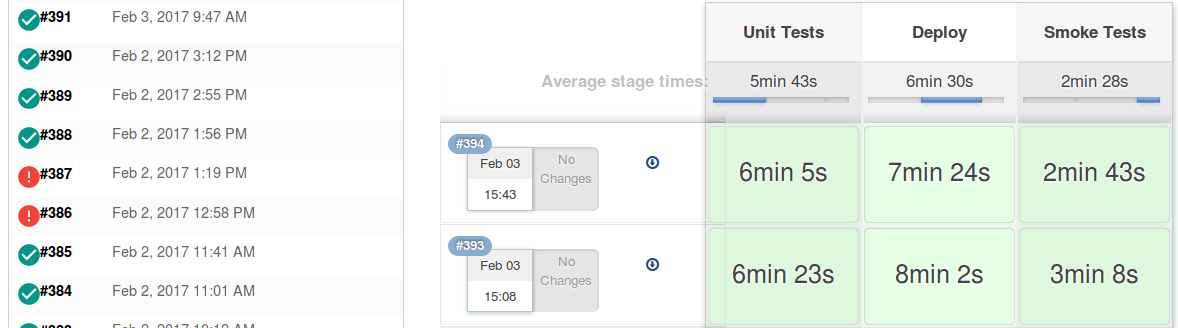 #391 Feb 3, 2017 9:47 AM
#390 Feb 2, 2017 3:12 PM
#389 Feb 2, 2017 2:55 PM
#388 Feb 2, 2017 1:56 PM
#387 Feb 2, 2017 1:19 PM
#386 Feb 2, 2017 12:58 PM
#385 Feb 2, 2017 11:41 AM
#384 Feb 2, 2017 11:01 AM
Unit Tests Deploy Smoke Tests
Average stage times: 5min 43s 6min 30s 2min 28s
#394
Feb 03 No
Changes
15:43
6min 5s 7min 24s 2min 43s
#393
Feb 03 No
Changes
15:08
6min 23s 8min 2s 3min 8s